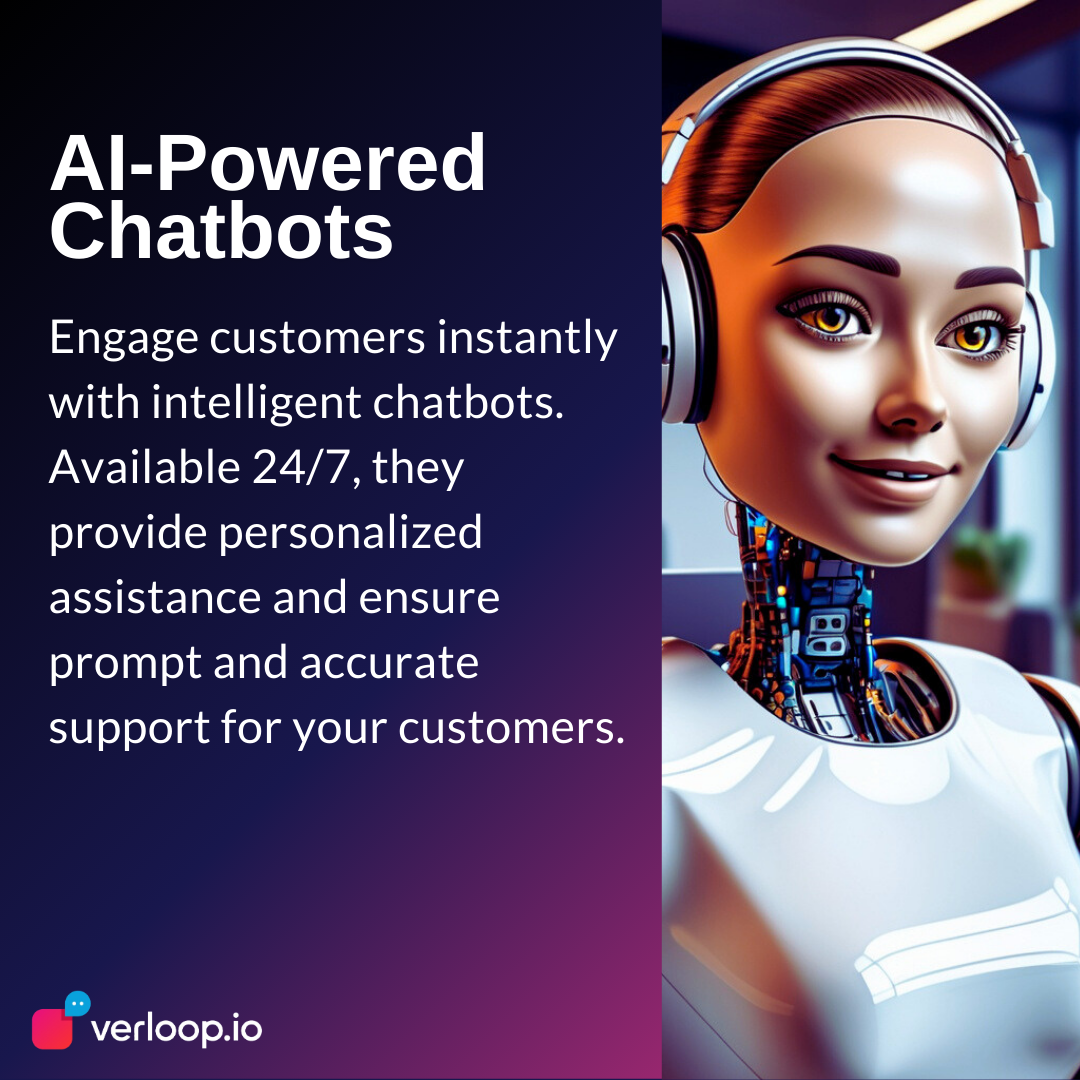 AI-Powered
Chatbots
Engage customers instantly
with intelligent chatbots.
Available 24/7, they
provide personalized
assistance and ensure
prompt and accurate
support for your customers.
verloop.io